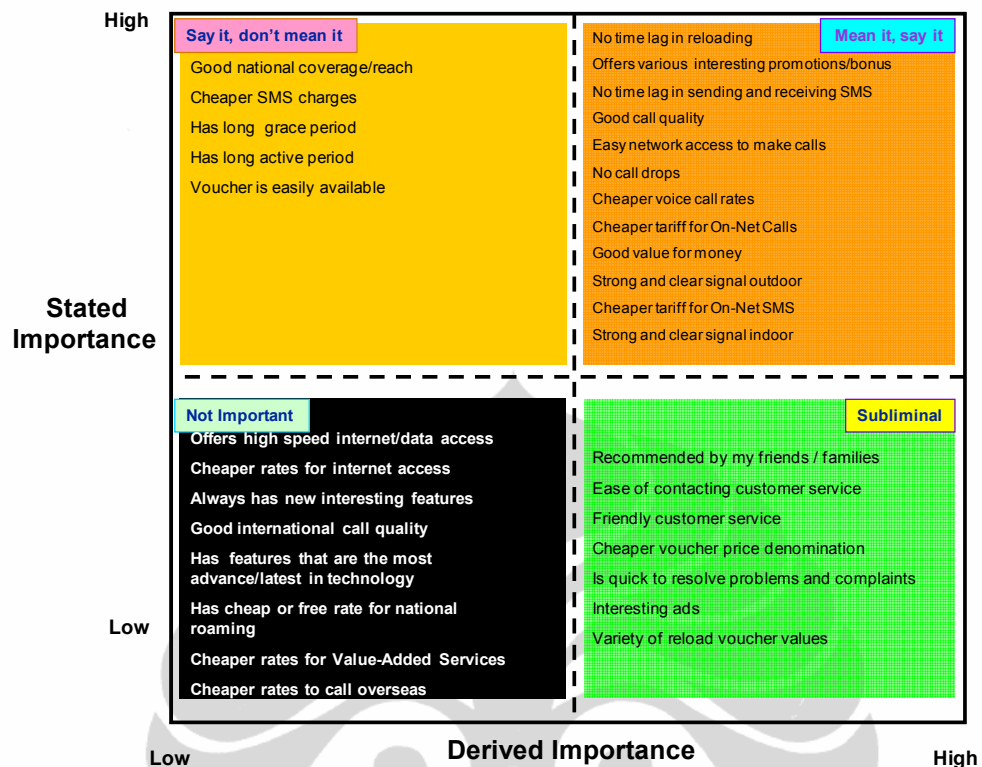 High
Say it, don't mean it
Good national coverage/reach
Cheaper SMS charges
Has long grace period
Has long active period
Voucher is easily available
Mean it, say it
No time lag in reloading
Offers various interesting promotions/bonus
No time lag in sending and receiving SMS
Good call quality
Easy network access to make calls
No call drops
Cheaper voice call rates
Cheaper tariff for On-Net Calls
Good value for money
Strong and clear signal outdoor
Cheaper tariff for On-Net SMS
Strong and clear signal indoor
Stated
Importance
Not Important
Offers high speed internet/data access
Cheaper rates for internet access
Always has new interesting features
Good international call quality
Has features that are the most
advance/latest in technology
Has cheap or free rate for national
roaming
Cheaper rates for Value-Added Services
Cheaper rates to call overseas
Subliminal
Recommended by my friends / families
Ease of contacting customer service
Friendly customer service
Cheaper voucher price denomination
Is quick to resolve problems and complaints
Interesting ads
Variety of reload voucher values
Low
Low
Derived Importance
High